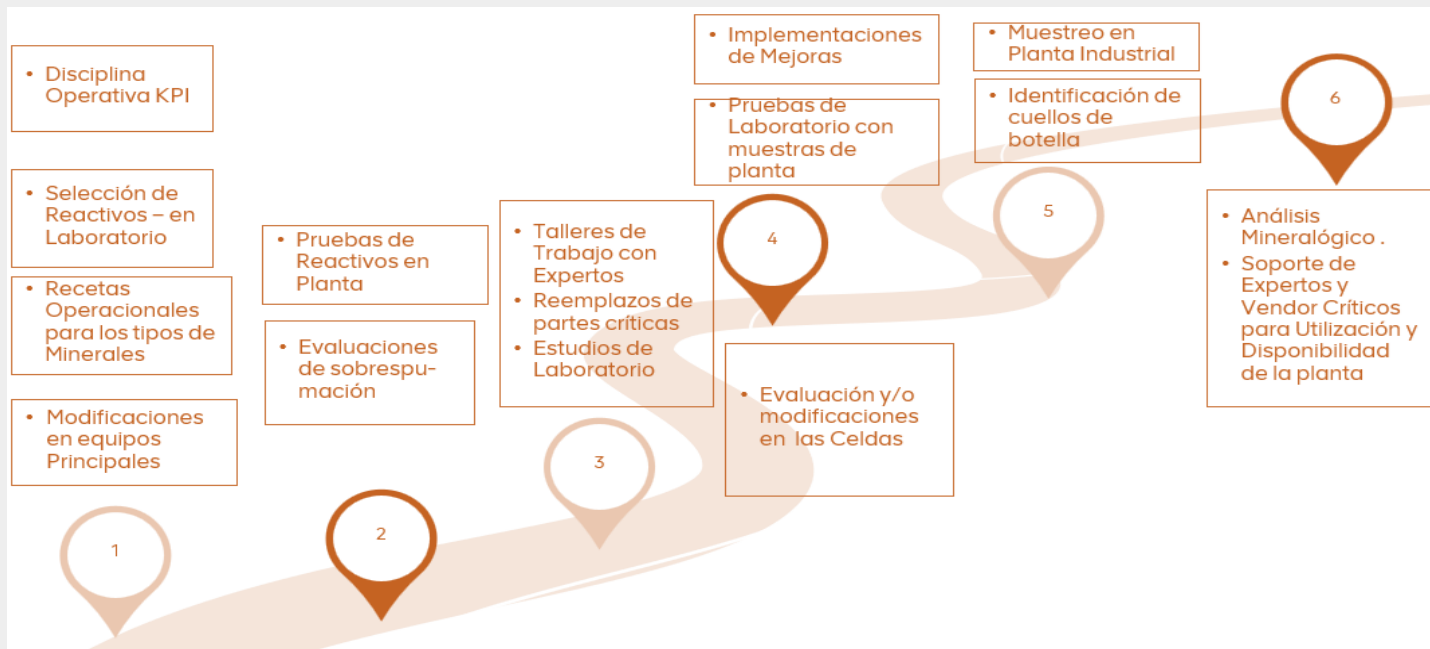 • Disciplina
Operativa KPI
• Selección de
Reactivos – en
Laboratorio
• Recetas
Operacionales
para los tipos de
Minerales
• Modificaciones
en equipos
Principales
1
• Pruebas de
Reactivos en
Planta
• Evaluaciones
de sobrespu-
mación
2
• Talleres de
Trabajo con
Expertos
• Reemplazos de
partes críticas
• Estudios de
Laboratorio
3
• Implementaciones
de Mejoras
• Pruebas de
Laboratorio con
muestras de
planta
4
• Evaluación y/o
modificaciones
en las Celdas
• Muestreo en
Planta Industrial
• Identificación de
cuellos de
botella
5
6
• Análisis
Mineralógico .
• Soporte de
Expertos y
Vendor Críticos
para Utilización y
Disponibilidad
de la planta